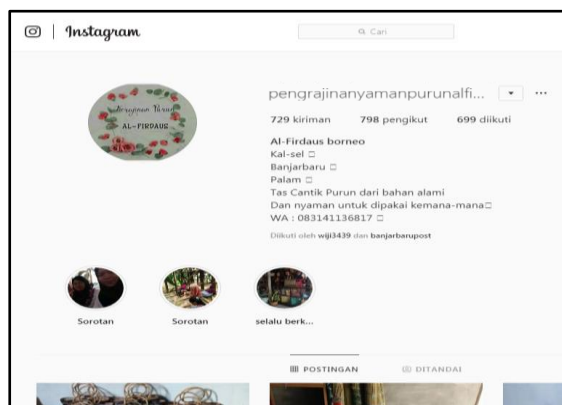 Instagram
Cari
AL-FIRDAUS
pengrajinanyamanpurunalfi...
729 kiriman 798 pengikut 699 diikuti
Al-Firdaus borneo
Kal-sel □
Banjarbaru □
Palam □
Tas Cantik Purun dari bahan alami
Dan nyaman untuk dipakai kemana-mana□
WA : 083141136817 □
Diikuti oleh wiji3439 dan banjarbarupost
Sorotan Sorotan selalu berk...
POSTINGAN DITANDAI